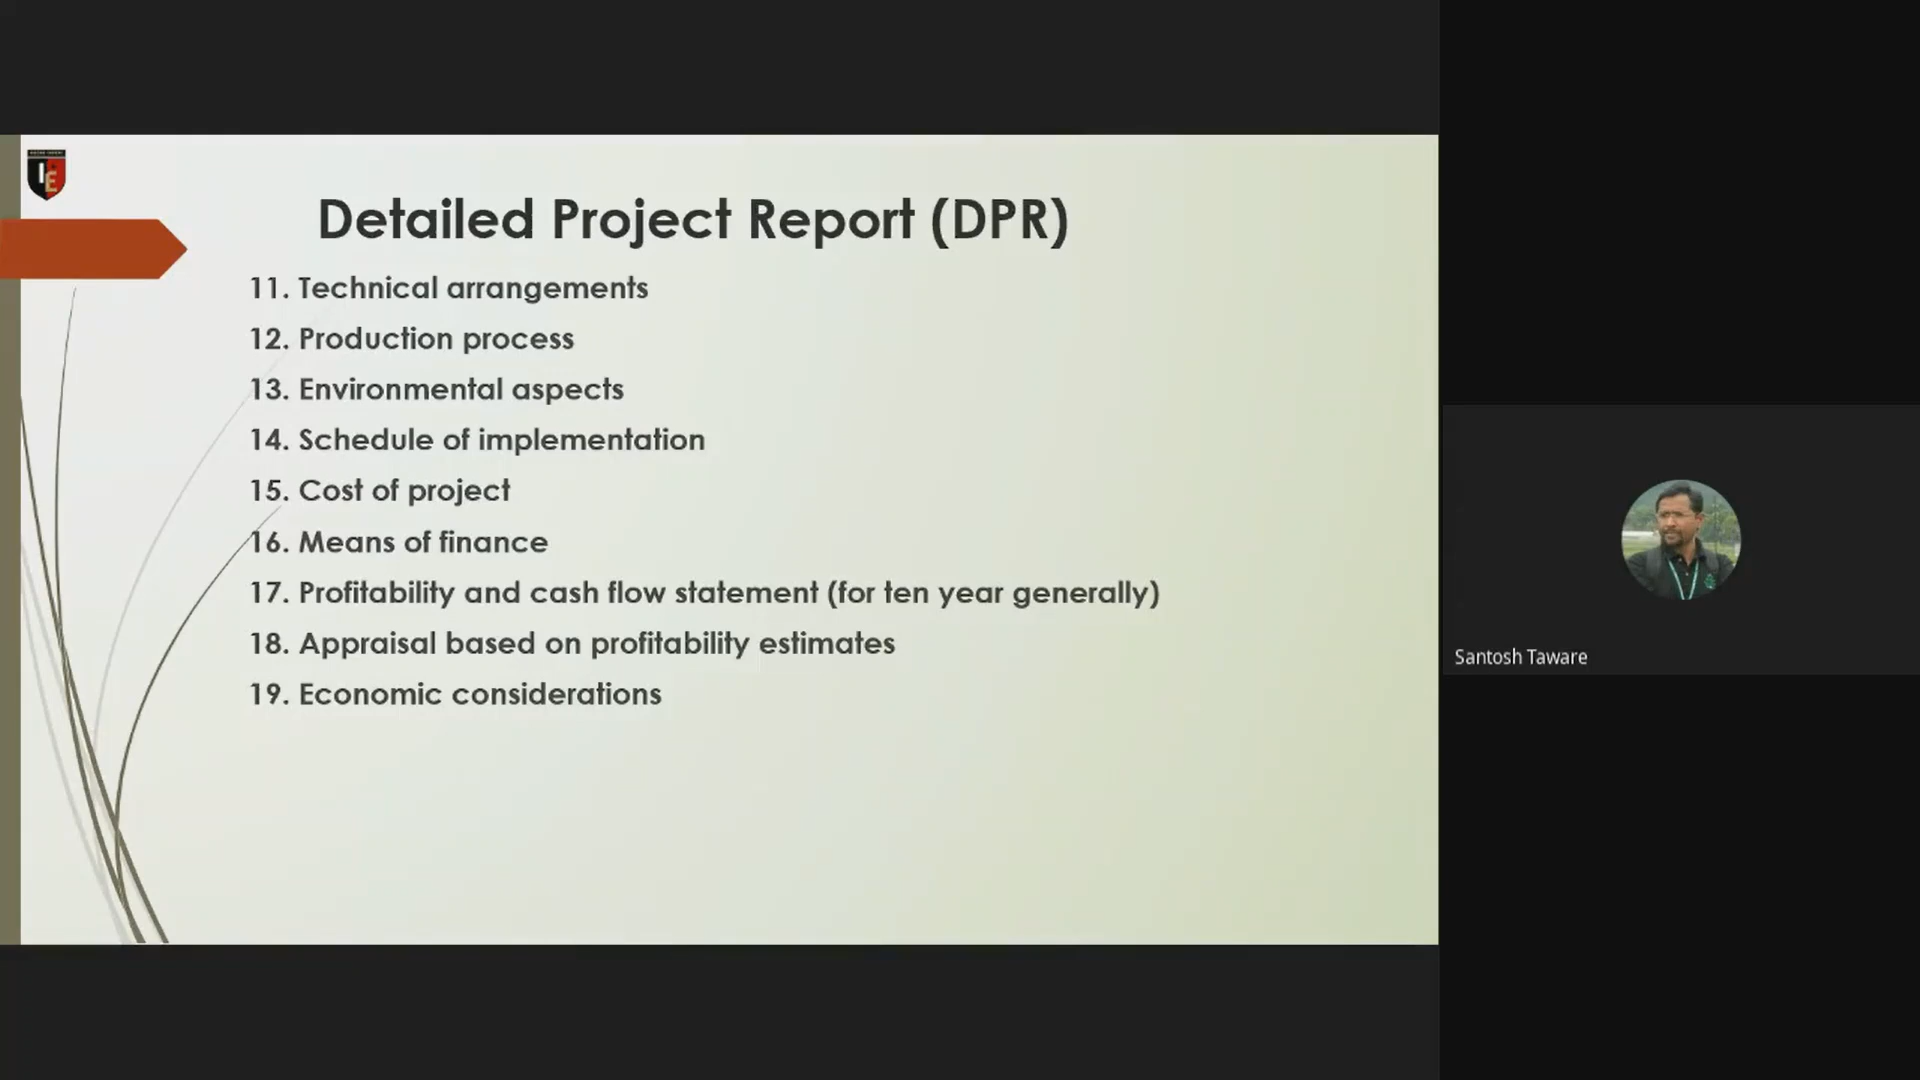 Detailed Project Report (DPR)
11. Technical arrangements
12. Production process
13. Environmental aspects
14. Schedule of implementation
15. Cost of project
16. Means of finance
17. Profitability and cash flow statement (for ten year generally)
18. Appraisal based on profitability estimates
19. Economic considerations
Santosh Taware
IE